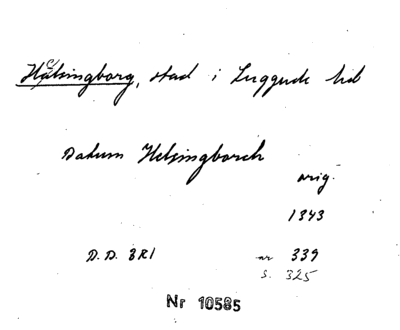 Hälsingborg, stad i Luggude hd
Datum Helsingborch
orig.
1343
D. D. 3R1 nr 339
s. 325
Nr 10585